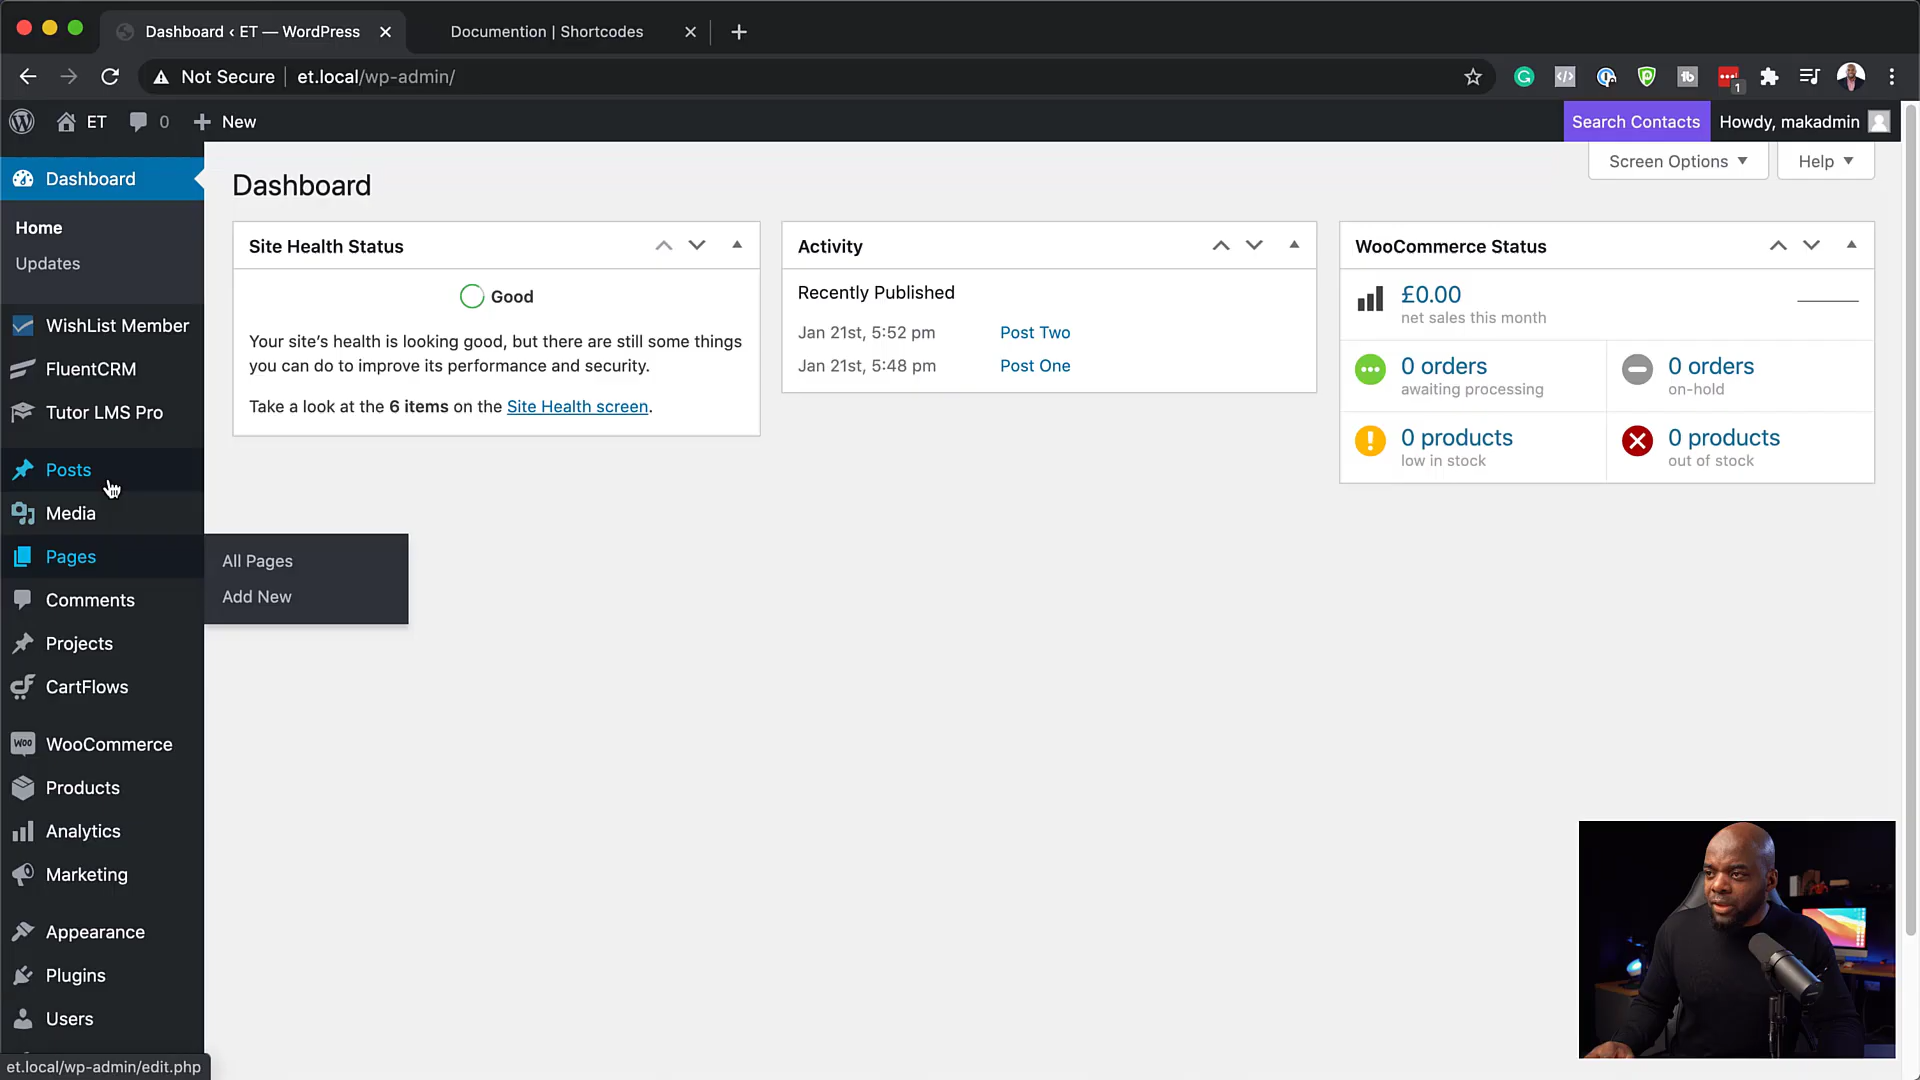 Dashboard ‹ ET — WordPress
Documention | Shortcodes
Not Secure
et.local/wp-admin/
1
ET
0
New
Search Contacts
Howdy, makadmin
Dashboard
Home
Updates
WishList Member
FluentCRM
Tutor LMS Pro
Posts
Media
Pages
All Pages
Add New
Comments
Projects
CartFlows
WooCommerce
Products
Analytics
Marketing
Appearance
Plugins
Users
et.local/wp-admin/edit.php
Screen Options
Help
Dashboard
Site Health Status
Good
Your site's health is looking good, but there are still some things
you can do to improve its performance and security.
Take a look at the 6 items on the Site Health screen.
Activity
Recently Published
Jan 21st, 5:52 pm Post Two
Jan 21st, 5:48 pm Post One
WooCommerce Status
£0.00
net sales this month
0 orders
awaiting processing
0 orders
on-hold
0 products
low in stock
0 products
out of stock